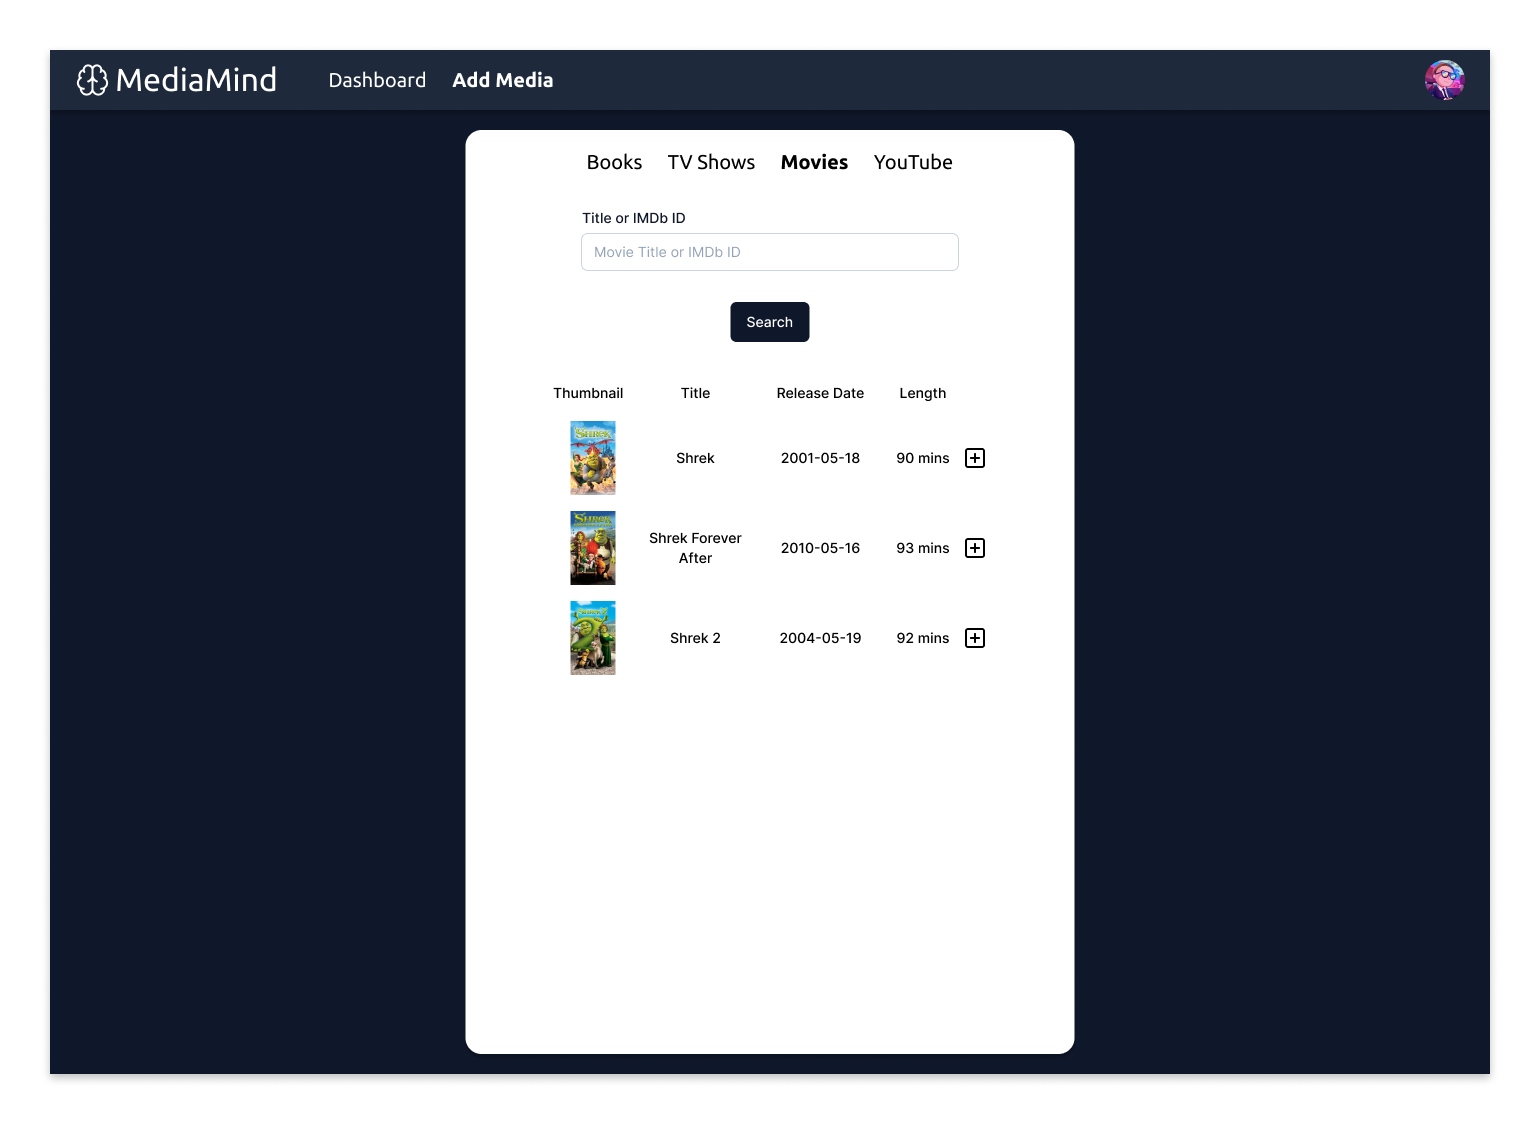 MediaMind Dashboard Add Media
Books TV Shows Movies YouTube
Title or IMDb ID
Movie Title or IMDb ID
Search
Thumbnail Title Release Date Length
SHREK
Shrek 2001-05-18 90 mins
SHREK
Shrek Forever
After
2010-05-16 93 mins
Shrek 2 2004-05-19 92 mins